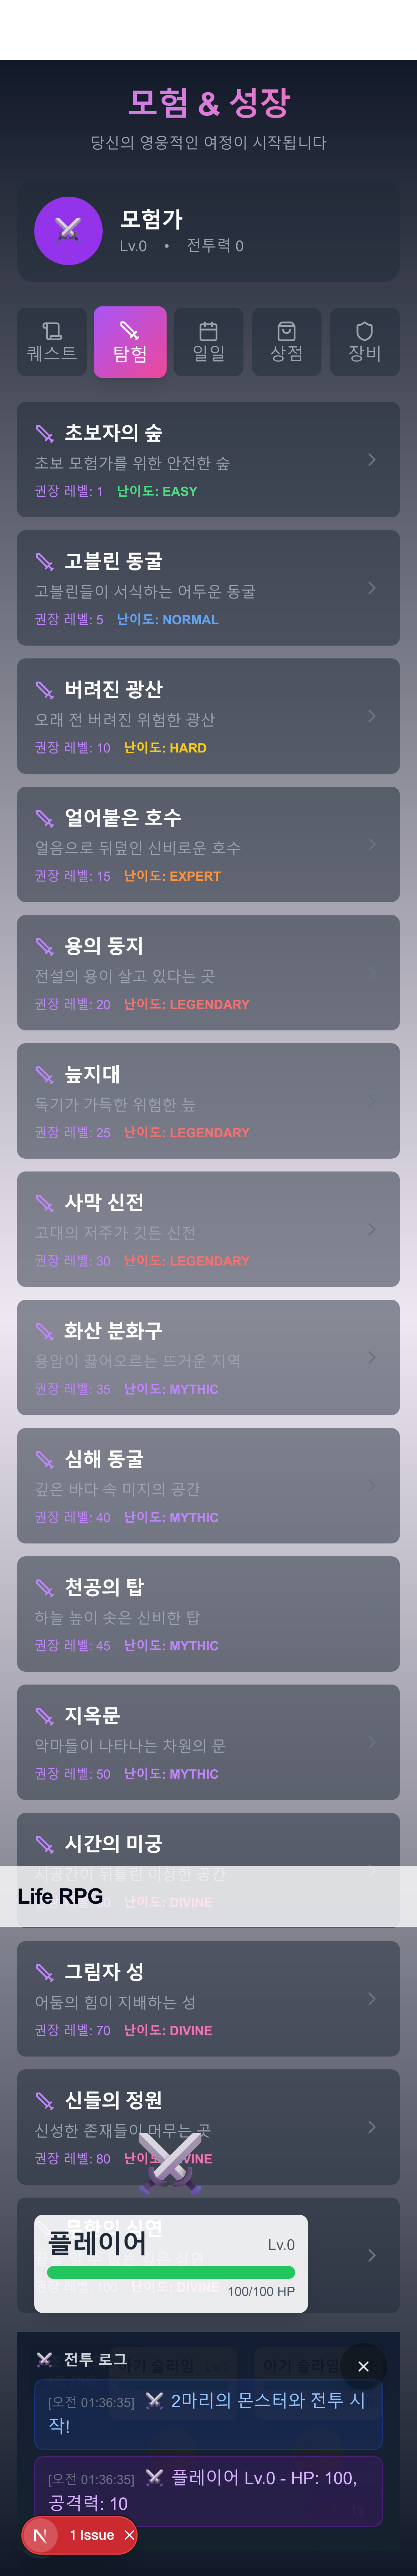 모험 & 성장
당신의 영웅적인 여정이 시작됩니다
모험가
Lv.0 • 전투력 0
퀘스트
탐험
일일
상점
장비
초보자의 숲
초보 모험가를 위한 안전한 숲
권장 레벨: 1 난이도: EASY
고블린 동굴
고블린들이 서식하는 어두운 동굴
권장 레벨: 5 난이도: NORMAL
버려진 광산
오래 전 버려진 위험한 광산
권장 레벨: 10 난이도: HARD
얼어붙은 호수
얼음으로 뒤덮인 신비로운 호수
권장 레벨: 15 난이도: EXPERT
용의 둥지
전설의 용이 살고 있다는 곳
권장 레벨: 20 난이도: LEGENDARY
늪지대
독기가 가득한 위험한 늪
권장 레벨: 25 난이도: LEGENDARY
사막 신전
고대의 저주가 깃든 신전
권장 레벨: 30 난이도: LEGENDARY
화산 분화구
용암이 끓어오르는 뜨거운 지역
권장 레벨: 35 난이도: MYTHIC
심해 동굴
깊은 바다 속 미지의 공간
권장 레벨: 40 난이도: MYTHIC
천공의 탑
하늘 높이 솟은 신비한 탑
권장 레벨: 45 난이도: MYTHIC
지옥문
악마들이 나타나는 차원의 문
권장 레벨: 50 난이도: MYTHIC
시간의 미궁
시공간이 뒤틀린 이상한 공간
Life RPG
난이도: DIVINE
그림자 성
어둠의 힘이 지배하는 성
권장 레벨: 70 난이도: DIVINE
신들의 정원
신성한 존재들이 머무는 곳
권장 레벨: 80
무한의 심연
플레이어 Lv.0
권장 레벨: 100 난이도: DIVINE
100/100 HP
전투 로그
아기 슬라임 Lv.1
아기 슬라임
[오전 01:36:35] 2마리의 몬스터와 전투 시
작!
[오전 01:36:35] 플레이어 Lv.0 - HP: 100,
공격력: 10
1 Issue